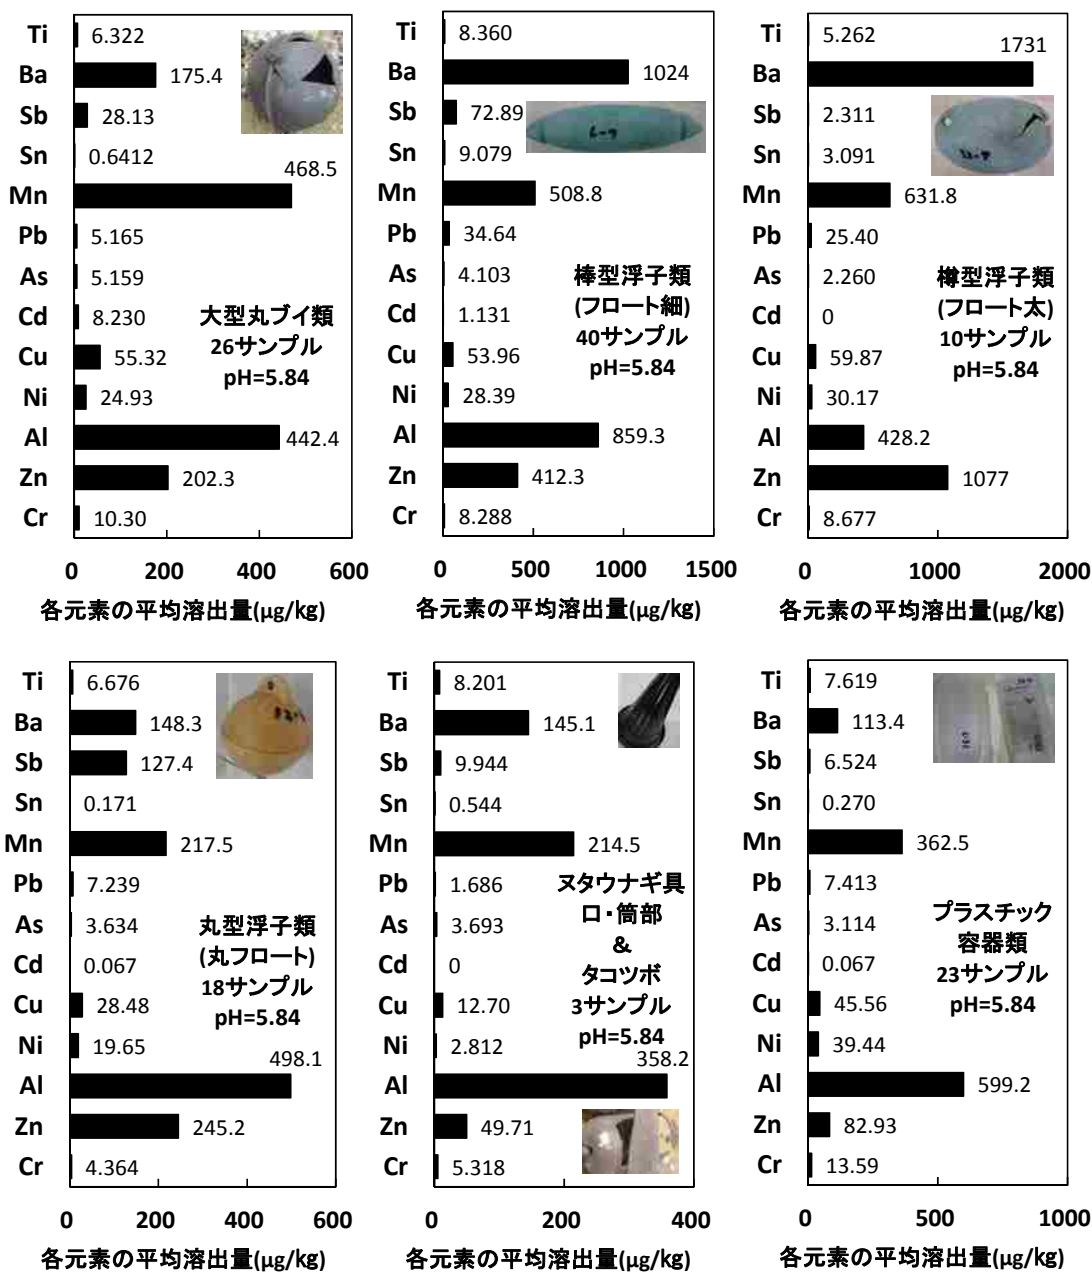 Ti 6.322
Ba 175.4
Sb 28.13
Sn 0.6412
468.5
Mn
Pb 5.165
As 5.159
Cd 8.230
Cu 55.32
Ni 24.93
Al 442.4
Zn 202.3
Cr 10.30
大型丸ブイ類
26サンプル
pH=5.84
0 200 400 600
各元素の平均溶出量(μg/kg)
Ti 8.360
Ba 1024
Sb 72.89
Sn 9.079
Mn 508.8
Pb 34.64
As 4.103
Cd 1.131
Cu 53.96
Ni 28.39
Al 859.3
Zn 412.3
Cr 8.288
棒型浮子類
(フロート細)
40サンプル
pH=5.84
0 500 1000 1500
各元素の平均溶出量(μg/kg)
Ti 5.262
1731
Ba
Sb 2.311
Sn 3.091
Mn 631.8
Pb 25.40
As 2.260
Cd 0
Cu 59.87
Ni 30.17
Al 428.2
Zn 1077
Cr 8.677
樽型浮子類
(フロート太)
10サンプル
pH=5.84
0 1000 2000
各元素の平均溶出量(μg/kg)
Ti 6.676
Ba 148.3
Sb 127.4
Sn 0.171
Mn 217.5
Pb 7.239
As 3.634
Cd 0.067
Cu 28.48
Ni 19.65
498.1
Al
Zn 245.2
Cr 4.364
丸型浮子類
(丸フロート)
18サンプル
pH=5.84
0 200 400 600
各元素の平均溶出量(μg/kg)
Ti 8.201
Ba 145.1
Sb 9.944
Sn 0.544
Mn 214.5
Pb 1.686
As 3.693
Cd 0
Cu 12.70
Ni 2.812
358.2
Al
Zn 49.71
Cr 5.318
ヌタウナギ具
口・筒部
&
タコツボ
3サンプル
pH=5.84
0 200 400
各元素の平均溶出量(μg/kg)
Ti 7.619
Ba 113.4
Sb 6.524
Sn 0.270
Mn 362.5
Pb 7.413
As 3.114
Cd 0.067
Cu 45.56
Ni 39.44
Al 599.2
Zn 82.93
Cr 13.59
プラスチック
容器類
23サンプル
pH=5.84
0 500 1000
各元素の平均溶出量(μg/kg)